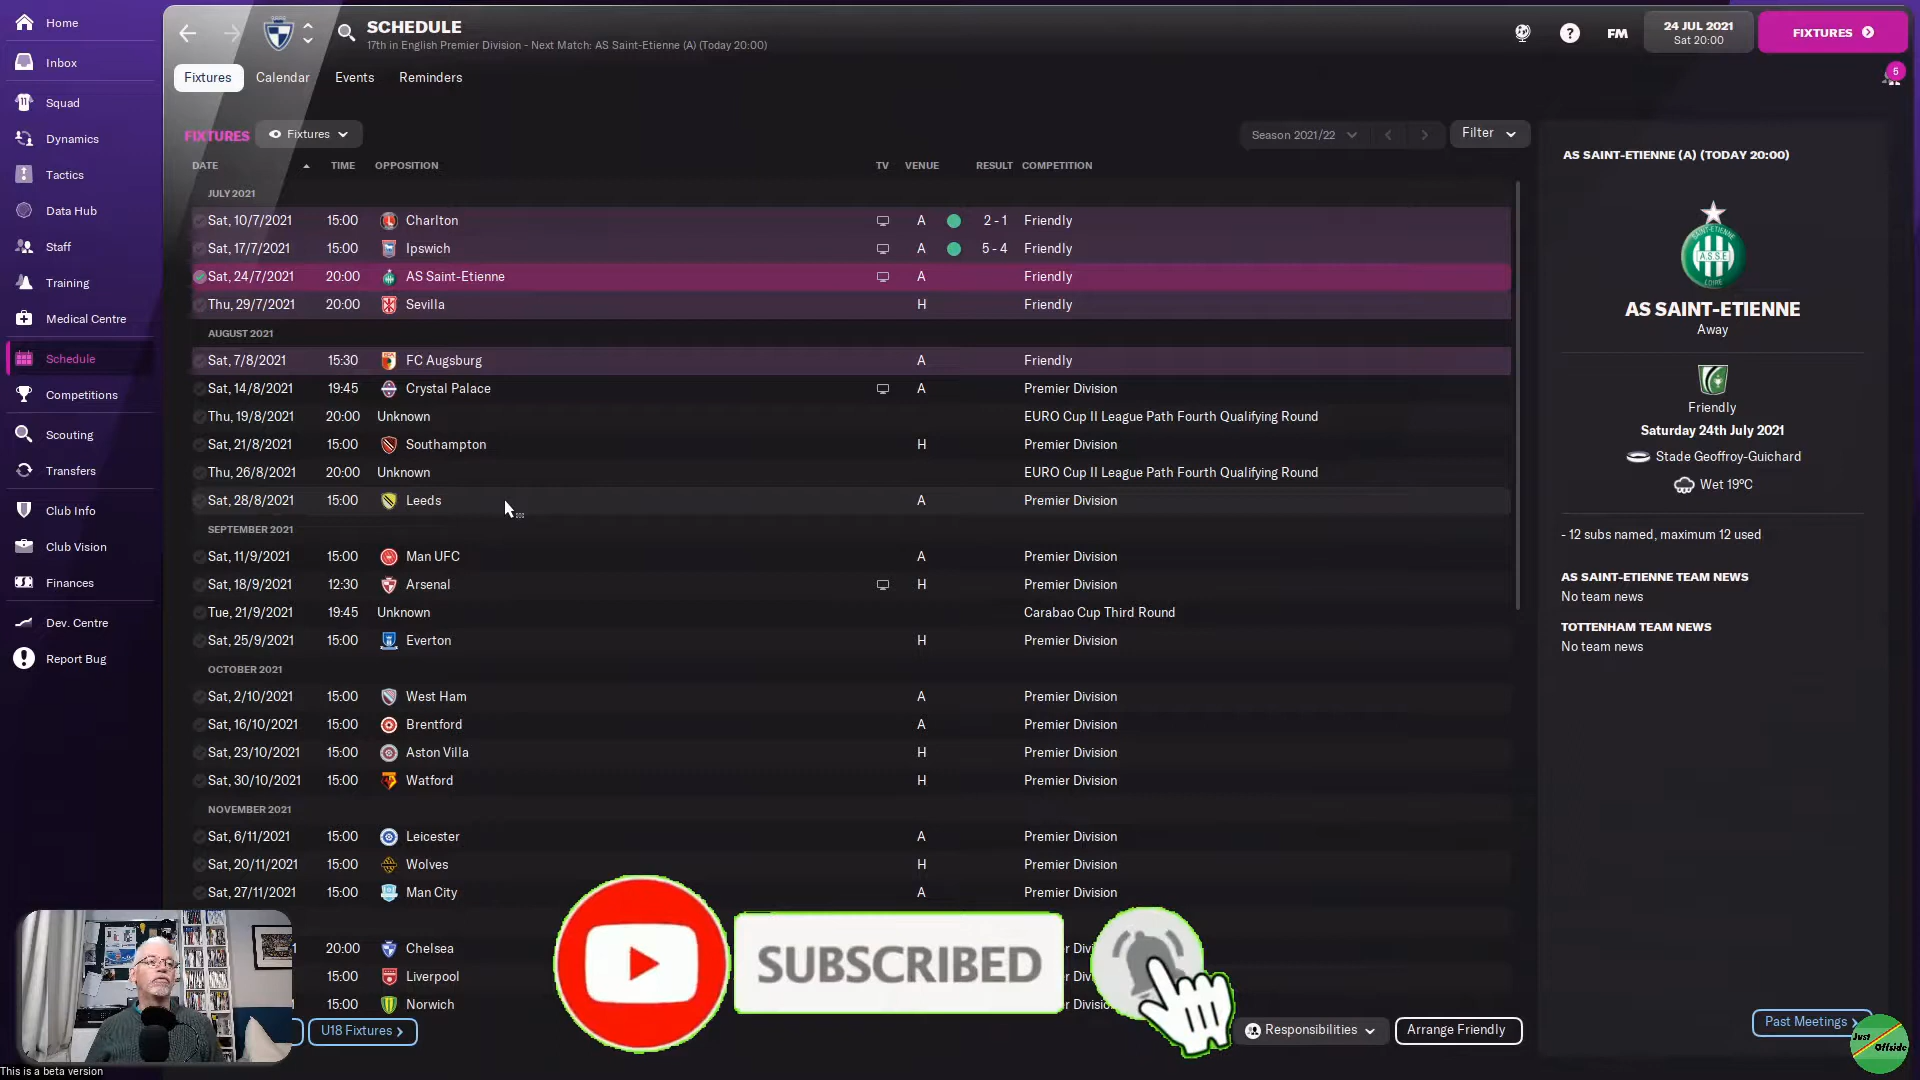 Home
Inbox
Squad
Dynamics
Tactics
Data Hub
Staff
Training
Medical Centre
Schedule
Competitions
Scouting
Transfers
Club Info
Club Vision
Finances
Dev. Centre
Report Bug
SCHEDULE
17th in English Premier Division - Next Match: AS Saint-Etienne (A) (Today 20:00)
FM
24 JUL 2021
Sat 20:00
FIXTURES
5
Fixtures Calendar Events Reminders
FIXTURES Fixtures Season 2021/22 Filter
DATE TIME OPPOSITION TV VENUE RESULT COMPETITION
JULY 2021
Sat, 10/7/2021 15:00 Charlton A 2 - 1 Friendly
Sat, 17/7/2021 15:00 Ipswich A 5 - 4 Friendly
Sat, 24/7/2021 20:00 AS Saint-Etienne A Friendly
Thu, 29/7/2021 20:00 Sevilla H Friendly
AUGUST 2021
Sat, 7/8/2021 15:30 FC Augsburg A Friendly
Sat, 14/8/2021 19:45 Crystal Palace A Premier Division
Thu, 19/8/2021 20:00 Unknown EURO Cup II League Path Fourth Qualifying Round
Sat, 21/8/2021 15:00 Southampton H Premier Division
Thu, 26/8/2021 20:00 Unknown EURO Cup II League Path Fourth Qualifying Round
Sat, 28/8/2021 15:00 Leeds A Premier Division
SEPTEMBER 2021
Sat, 11/9/2021 15:00 Man UFC A Premier Division
Sat, 18/9/2021 12:30 Arsenal H Premier Division
Tue, 21/9/2021 19:45 Unknown Carabao Cup Third Round
Sat, 25/9/2021 15:00 Everton H Premier Division
OCTOBER 2021
Sat, 2/10/2021 15:00 West Ham A Premier Division
Sat, 16/10/2021 15:00 Brentford A Premier Division
Sat, 23/10/2021 15:00 Aston Villa H Premier Division
Sat, 30/10/2021 15:00 Watford H Premier Division
NOVEMBER 2021
Sat, 6/11/2021 15:00 Leicester A Premier Division
Sat, 20/11/2021 15:00 Wolves H Premier Division
Sat, 27/11/2021 15:00 Man City A Premier Division
20:00 Chelsea
15:00 Liverpool
15:00 Norwich
SUBSCRIBED
U18 Fixtures
Responsibilities
Arrange Friendly
AS SAINT-ETIENNE (A) (TODAY 20:00)
AS SAINT-ETIENNE
Away
Friendly
Saturday 24th July 2021
Stade Geoffroy-Guichard
Wet 19ºC
- 12 subs named, maximum 12 used
AS SAINT-ETIENNE TEAM NEWS
No team news
TOTTENHAM TEAM NEWS
No team news
Past Meetings
Just Offside
This is a beta version